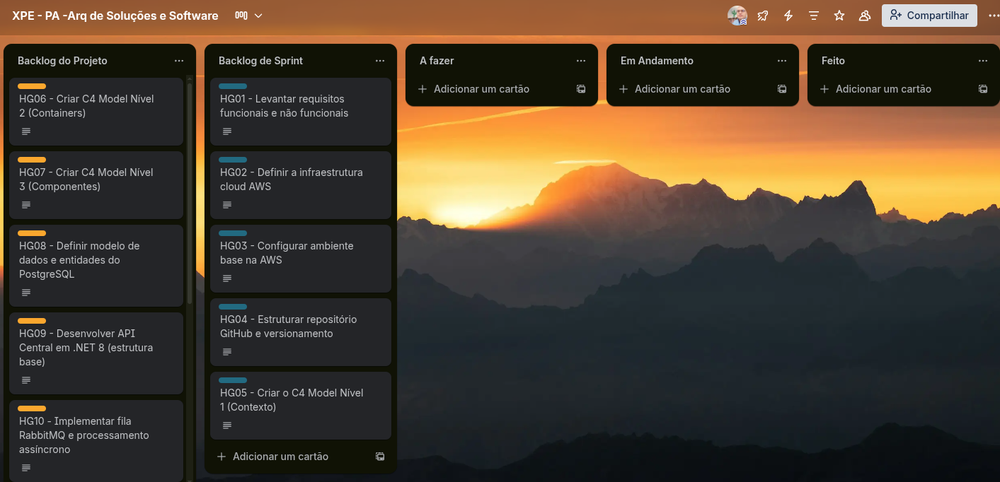 XPE - PA -Arq de Soluções e Software
Compartilhar
Backlog do Projeto
HG06 - Criar C4 Model Nível
2 (Containers)
HG07 - Criar C4 Model Nível
3 (Componentes)
HG08 - Definir modelo de
dados e entidades do
PostgreSQL
HG09 - Desenvolver API
Central em .NET 8 (estrutura
base)
HG10 - Implementar fila
RabbitMQ e processamento
assíncrono
Backlog de Sprint
HG01 - Levantar requisitos
funcionais e não funcionais
HG02 - Definir a infraestrutura
cloud AWS
HG03 - Configurar ambiente
base na AWS
HG04 - Estruturar repositório
GitHub e versionamento
HG05 - Criar o C4 Model Nível
1 (Contexto)
Adicionar um cartão
A fazer
Adicionar um cartão
Em Andamento
Adicionar um cartão
Feito
Adicionar um cartão